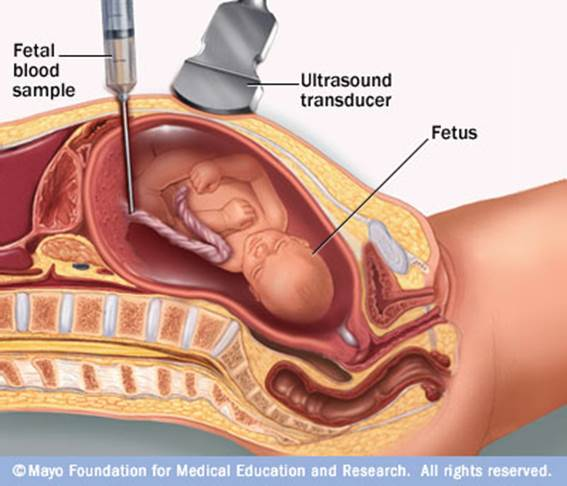 Fetal
blood
sample
Ultrasound
transducer
Fetus
©Mayo Foundation for Medical Education and Research. All rights reserved.